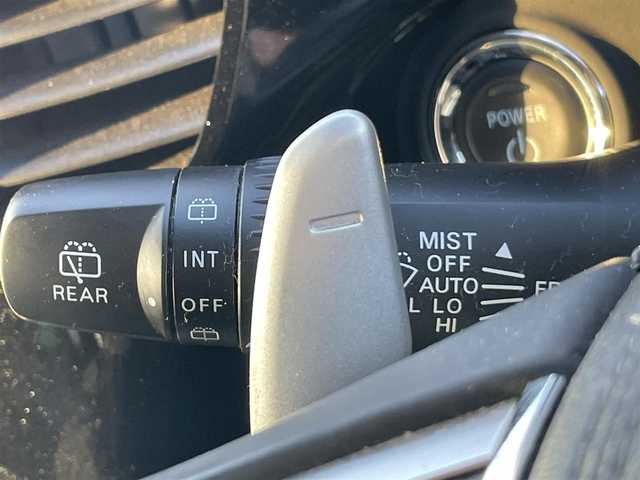 POWER
REAR
INT
OFF
MIST
OFF
AUTO
LO
HI